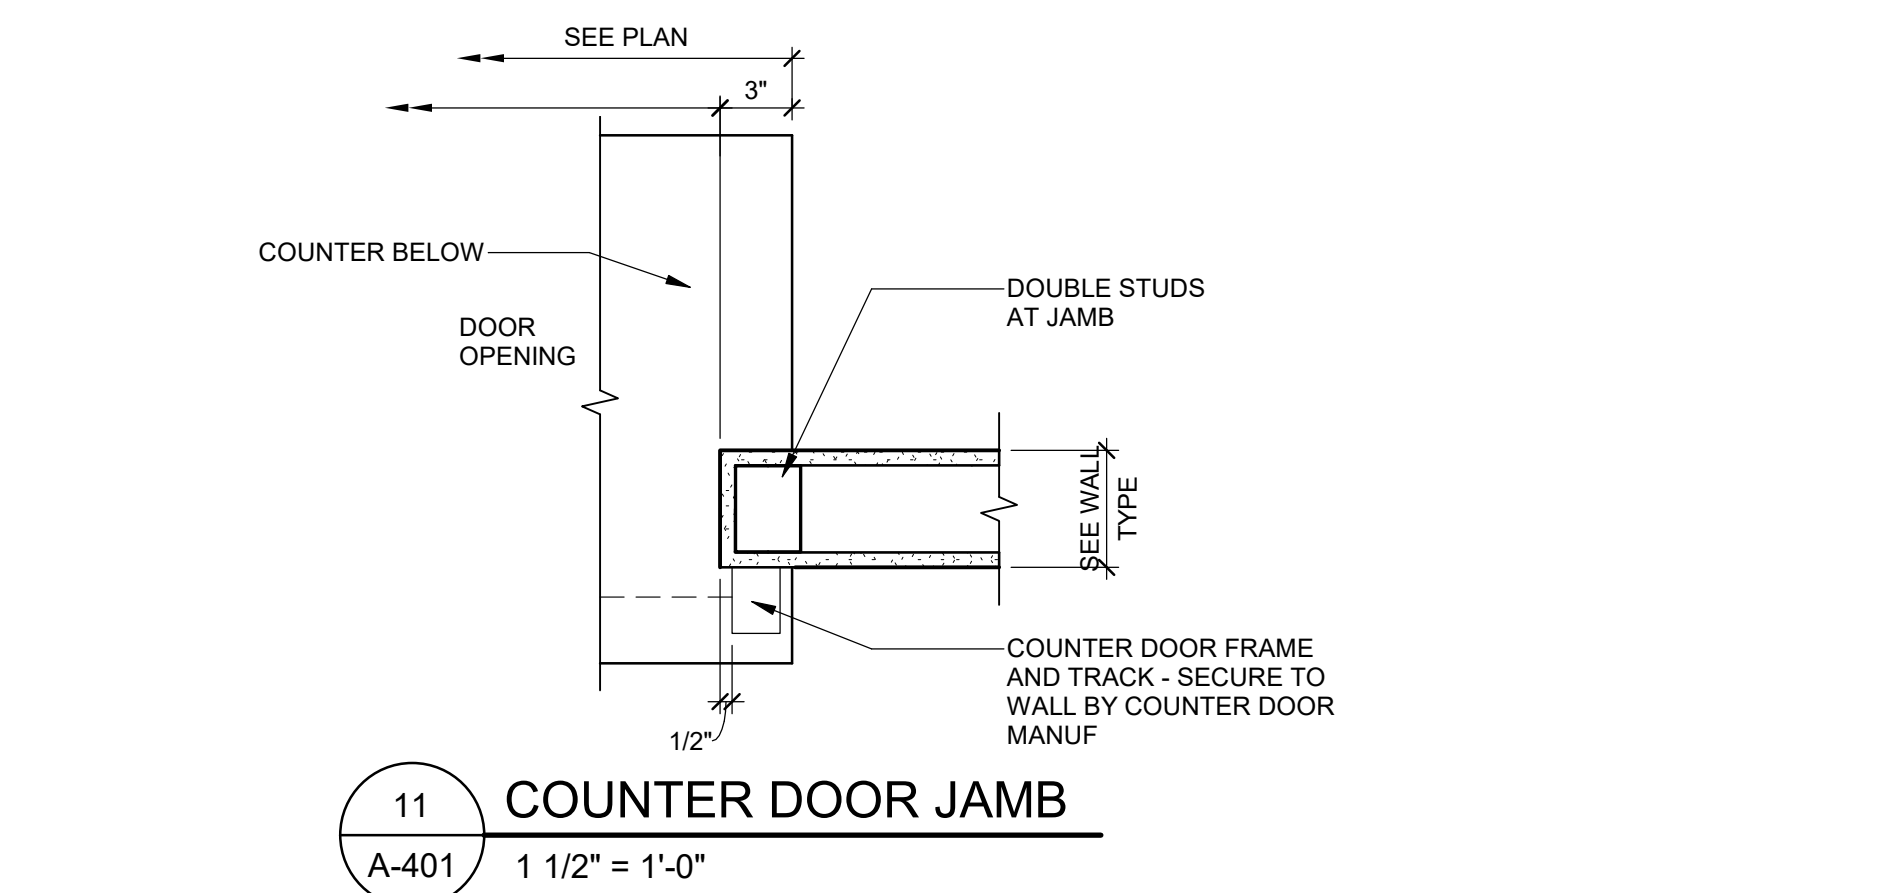 SEE PLAN
3"
COUNTER BELOW
DOOR
OPENING
DOUBLE STUDS
AT JAMB
SEE WALL
TYPE
COUNTER DOOR FRAME
AND TRACK - SECURE TO
WALL BY COUNTER DOOR
MANUF
1/2"
11
COUNTER DOOR JAMB
A-401
1 1/2" = 1'-0"